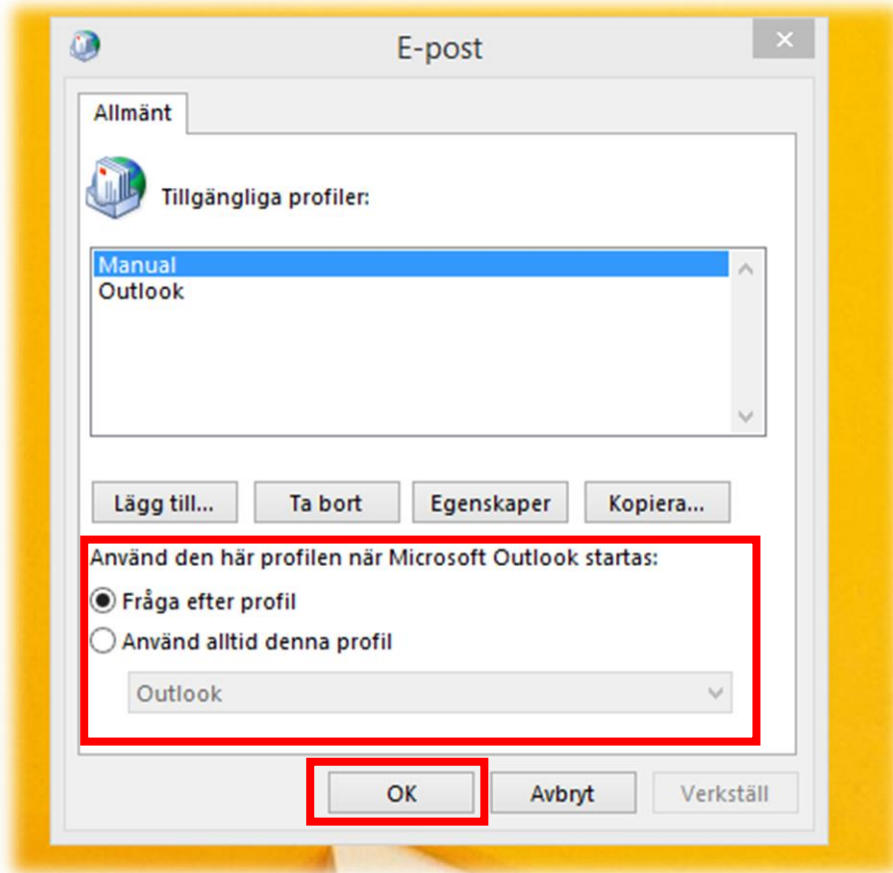 E-post
Allmänt
Tillgängliga profiler:
Manual
Outlook
Lägg till... Ta bort Egenskaper Kopiera...
Använd den här profilen när Microsoft Outlook startas:
Fråga efter profil
Använd alltid denna profil
Outlook
OK Avbryt Verkställ